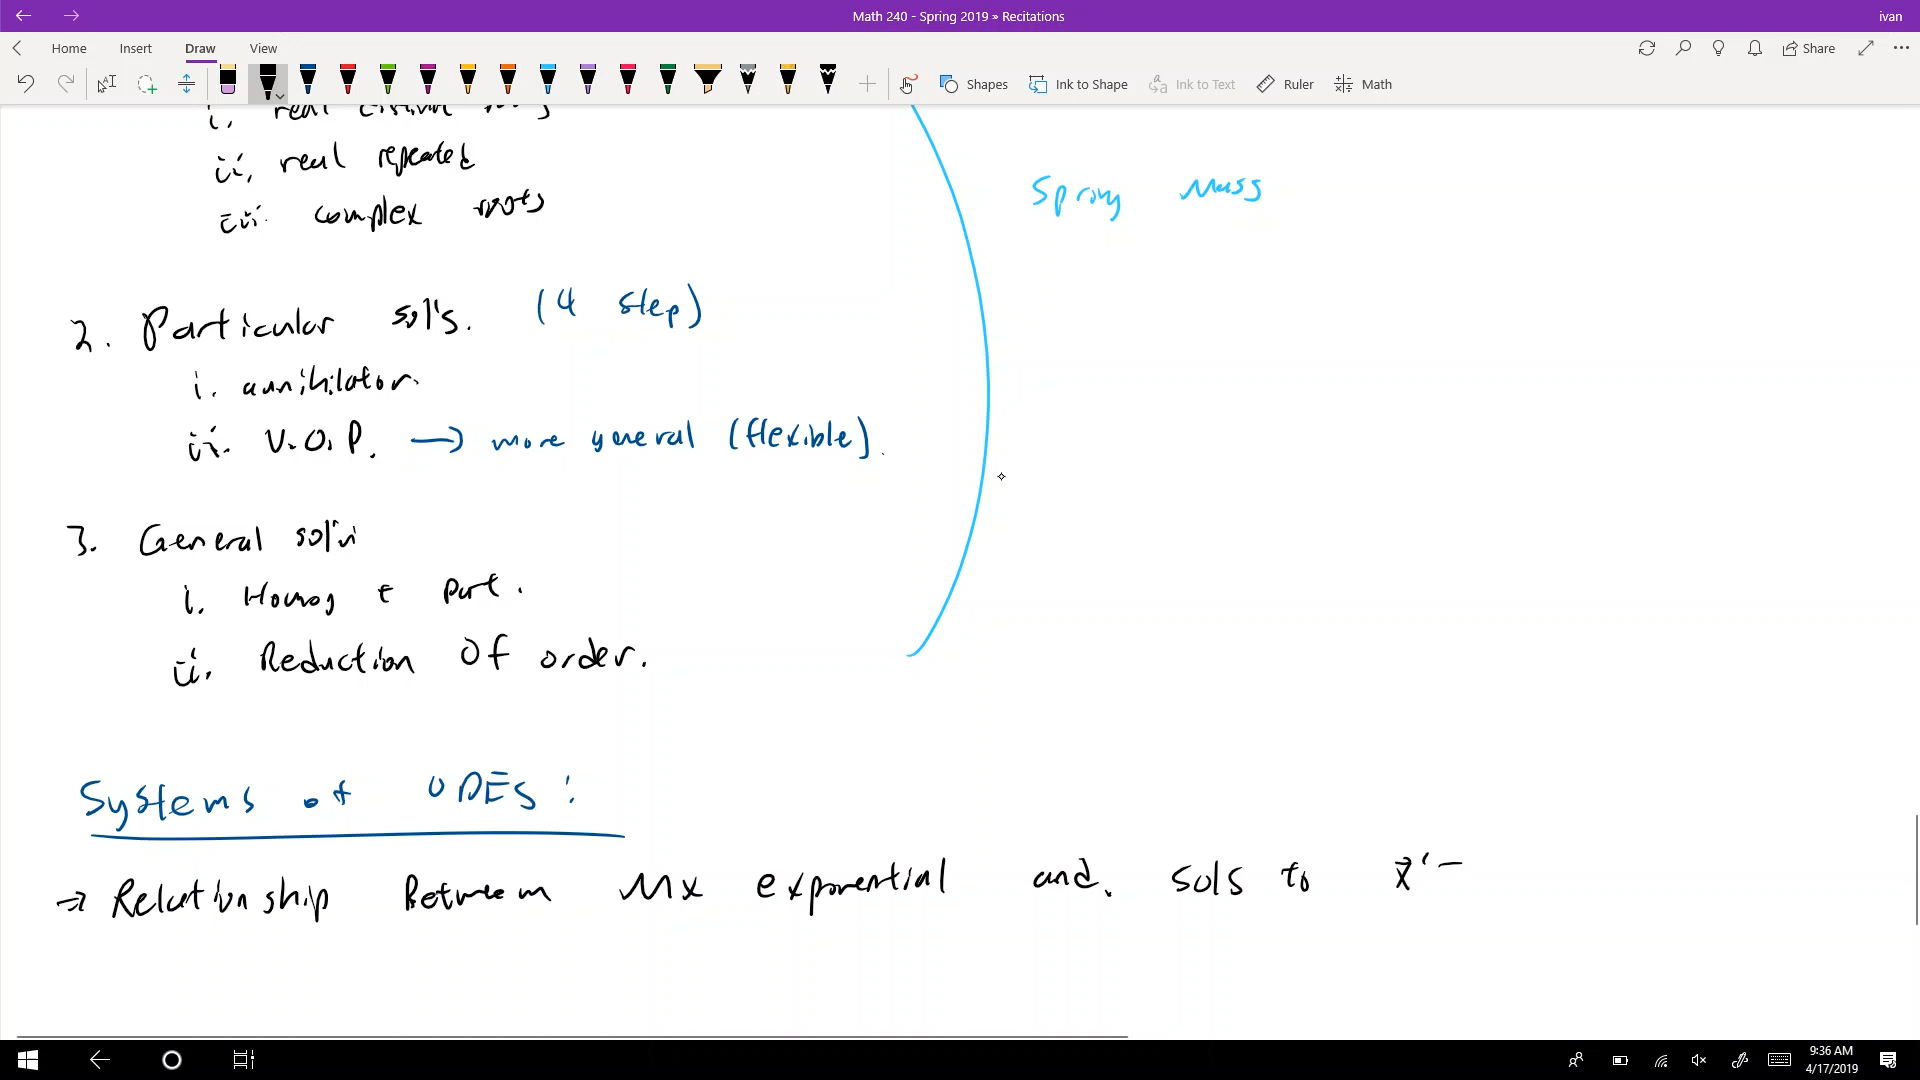 Math 240 - Spring 2019 » Recitations
ivan
Home Insert Draw View
Share
Shapes Ink to Shape Ink to Text Ruler Math
i. real
ii. real repeated
iii. complex roots
Spring Mass
2. Particular sol's. (4 step)
i. annihilator.
ii. V.O.P. → more general (flexible).
3. General sol'n
i. Homog + part.
ii. Reduction Of order.
Systems of ODEs:
→ Relationship Between Mx exponential and. sols to x⃗' =
9:36 AM
4/17/2019